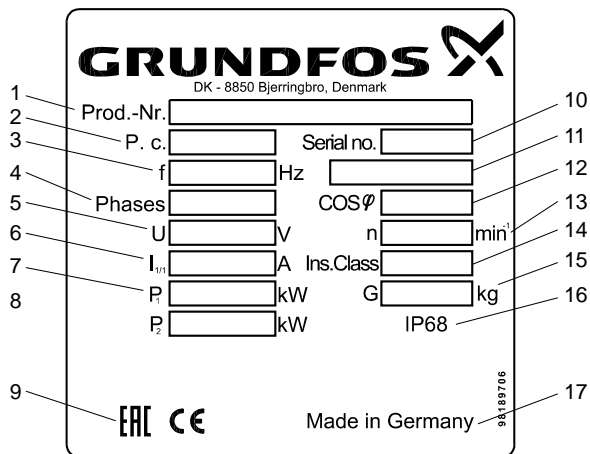 GRUNDFOS
DK - 8850 Bjerringbro, Denmark
1 Prod.-Nr. 10
2 P. c. Serial no. 11
3 f Hz 12
4 Phases COSφ 13
5 U V n min⁻¹ 14
6 I1/1 A Ins.Class 15
7 P1 kW G kg 16
8 P2 kW IP68
9 EAC CE Made in Germany 17
98189706